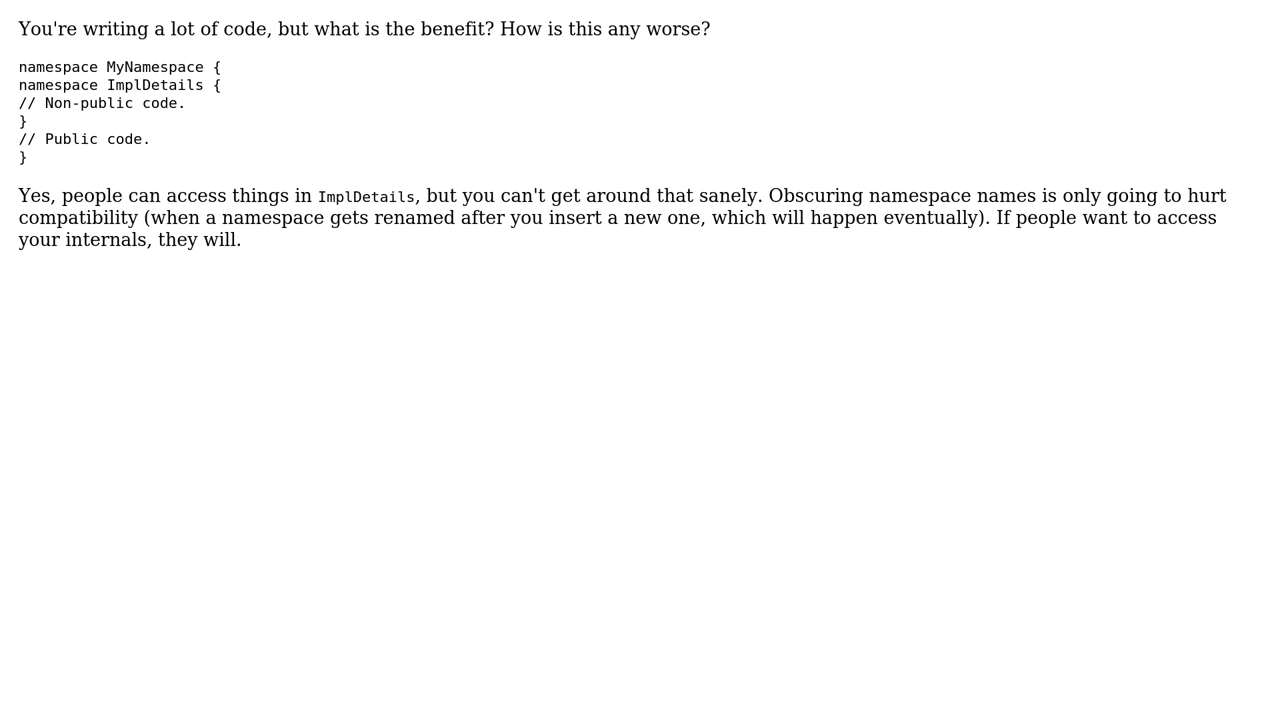 You're writing a lot of code, but what is the benefit? How is this any worse?
namespace MyNamespace {
namespace ImplDetails {
// Non-public code.
}
// Public code.
}
Yes, people can access things in ImplDetails, but you can't get around that sanely. Obscuring namespace names is only going to hurt
compatibility (when a namespace gets renamed after you insert a new one, which will happen eventually). If people want to access
your internals, they will.